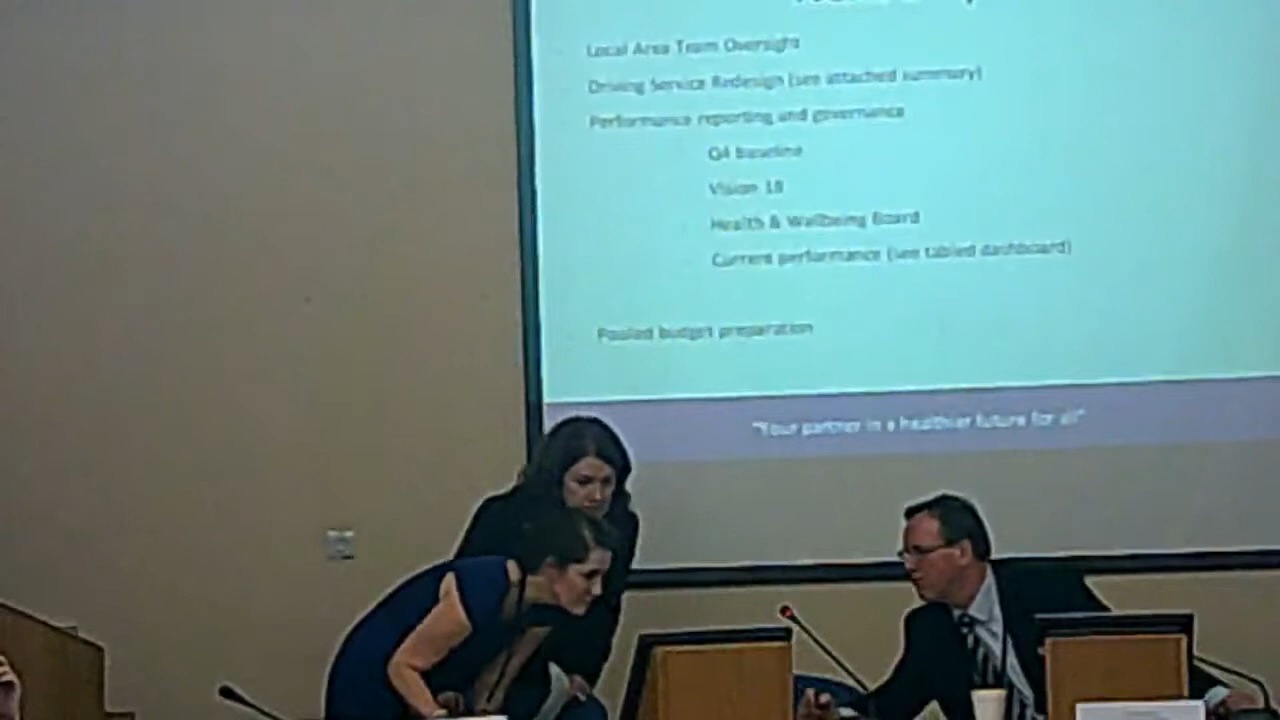 Local Area Team Oversight
Driving Service Redesign (see attached summary)
Performance reporting and governance
QA baseline
Vision 18
Health & Wellbeing Board
Current performance (see tabled dashboard)
Pooled budget preparation
"Your partner in a healthier future for all"